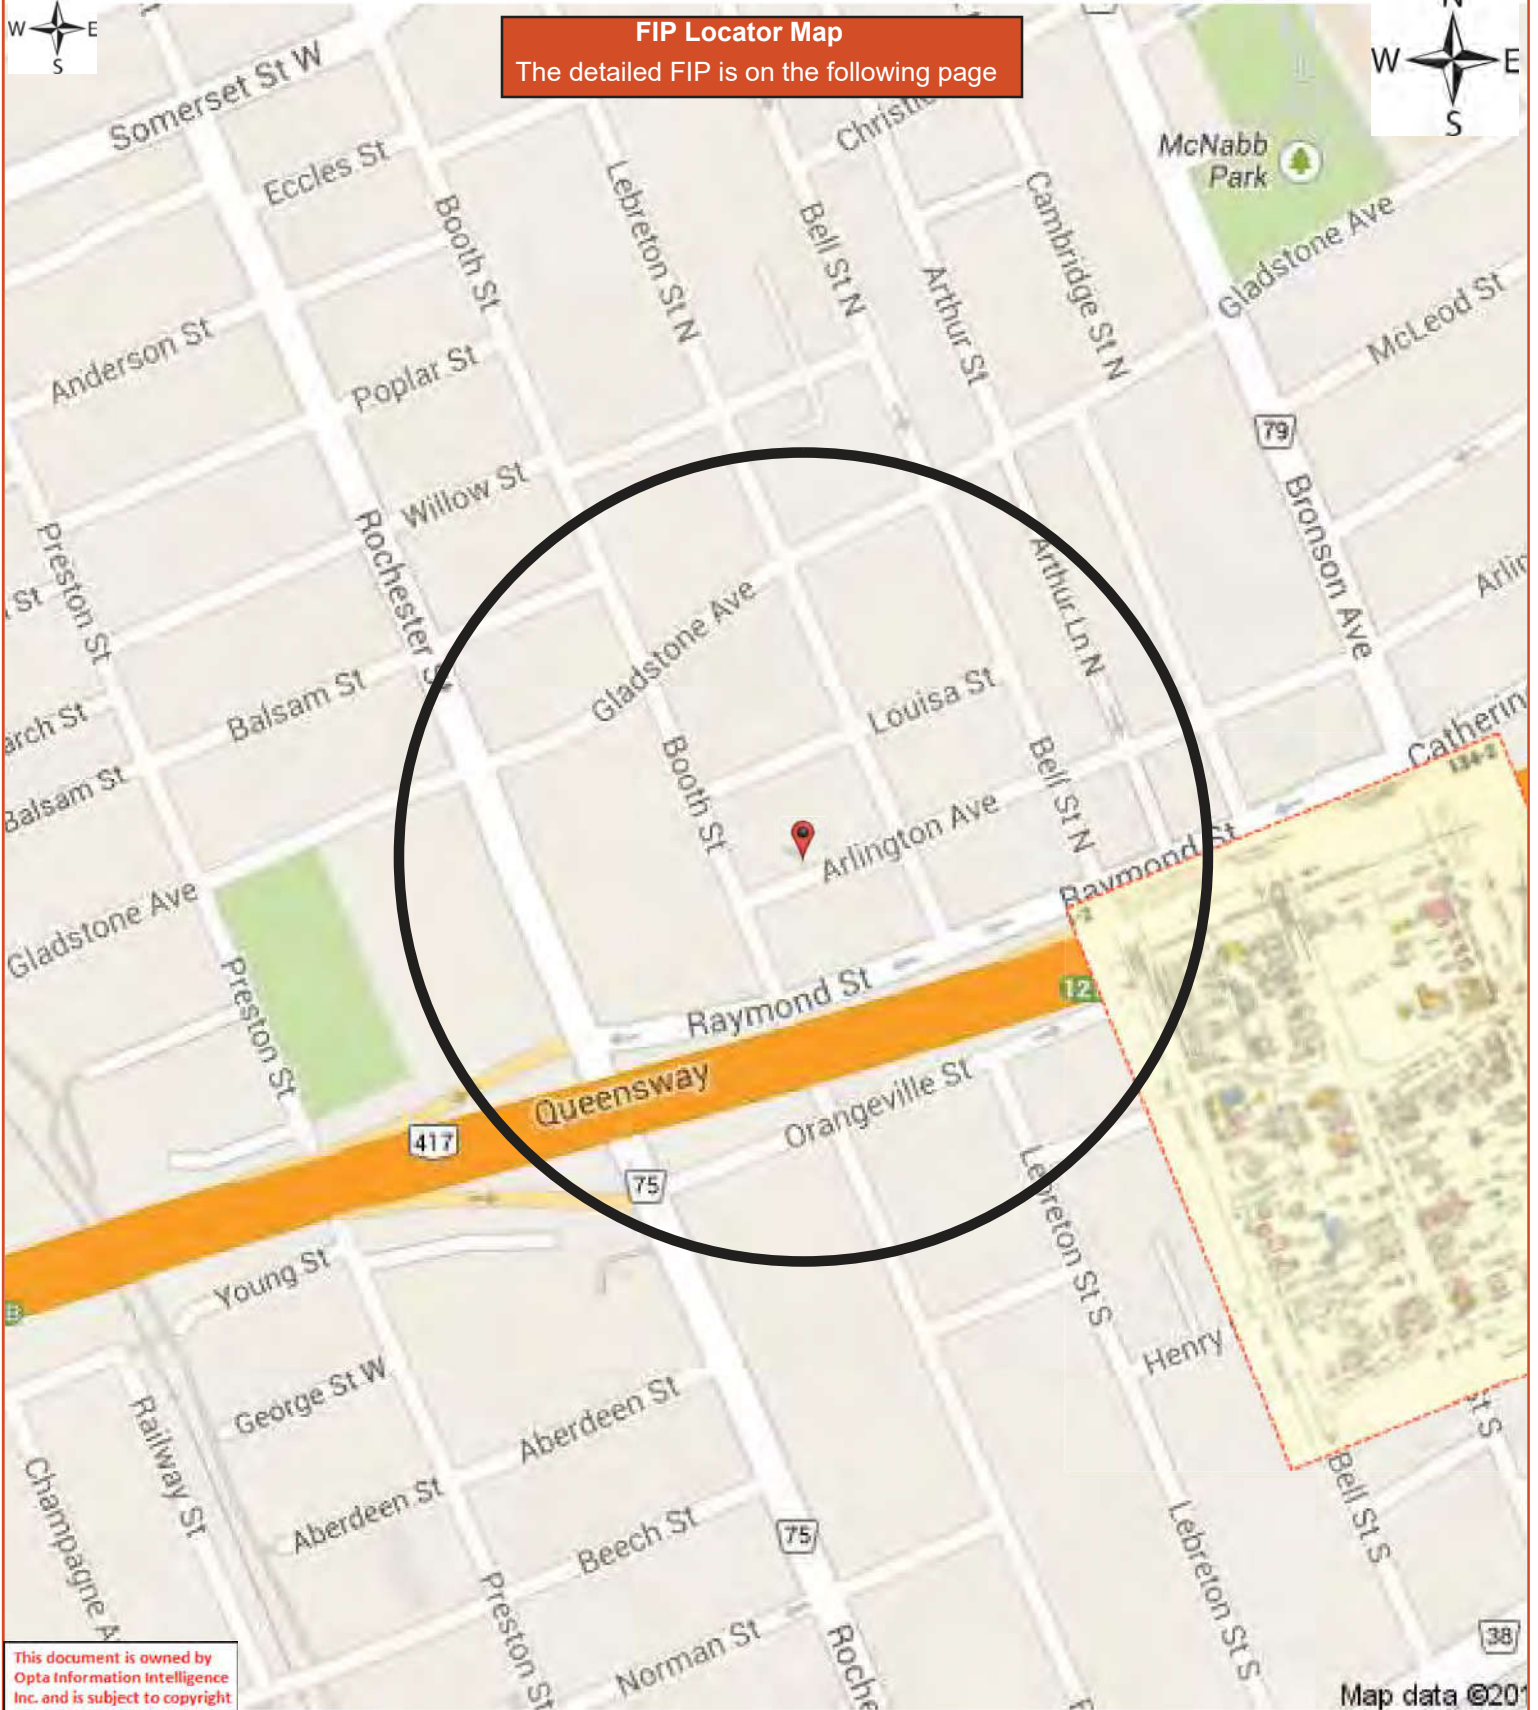 W E
S
FIP Locator Map
The detailed FIP is on the following page
N
W E
S
Somerset St W
Eccles St
Christie
McNabb
Park
Booth St
Lebreton St N
Bell St N
Arthur St
Cambridge St N
Gladstone Ave
McLeod St
Anderson St
Poplar St
79
Willow St
Rochester St
Preston St
Bronson Ave
St
Arthur Ln N
Arlin
Gladstone Ave
Balsam St
Louisa St
arch St
Balsam St
Booth St
Bell St N
Catherin
134-2
Arlington Ave
Raymond St
Gladstone Ave
Preston St
12
Raymond St
Queensway
417
Orangeville St
75
Lebreton St S
Young St
Henry
George St W
Aberdeen St
Railway St
St S
Champagne A
Aberdeen St
Beech St
75
Bell St S
Lebreton St S
Preston St
Norman St
Roche
38
This document is owned by
Opta Information Intelligence
Inc. and is subject to copyright
Map data ©201